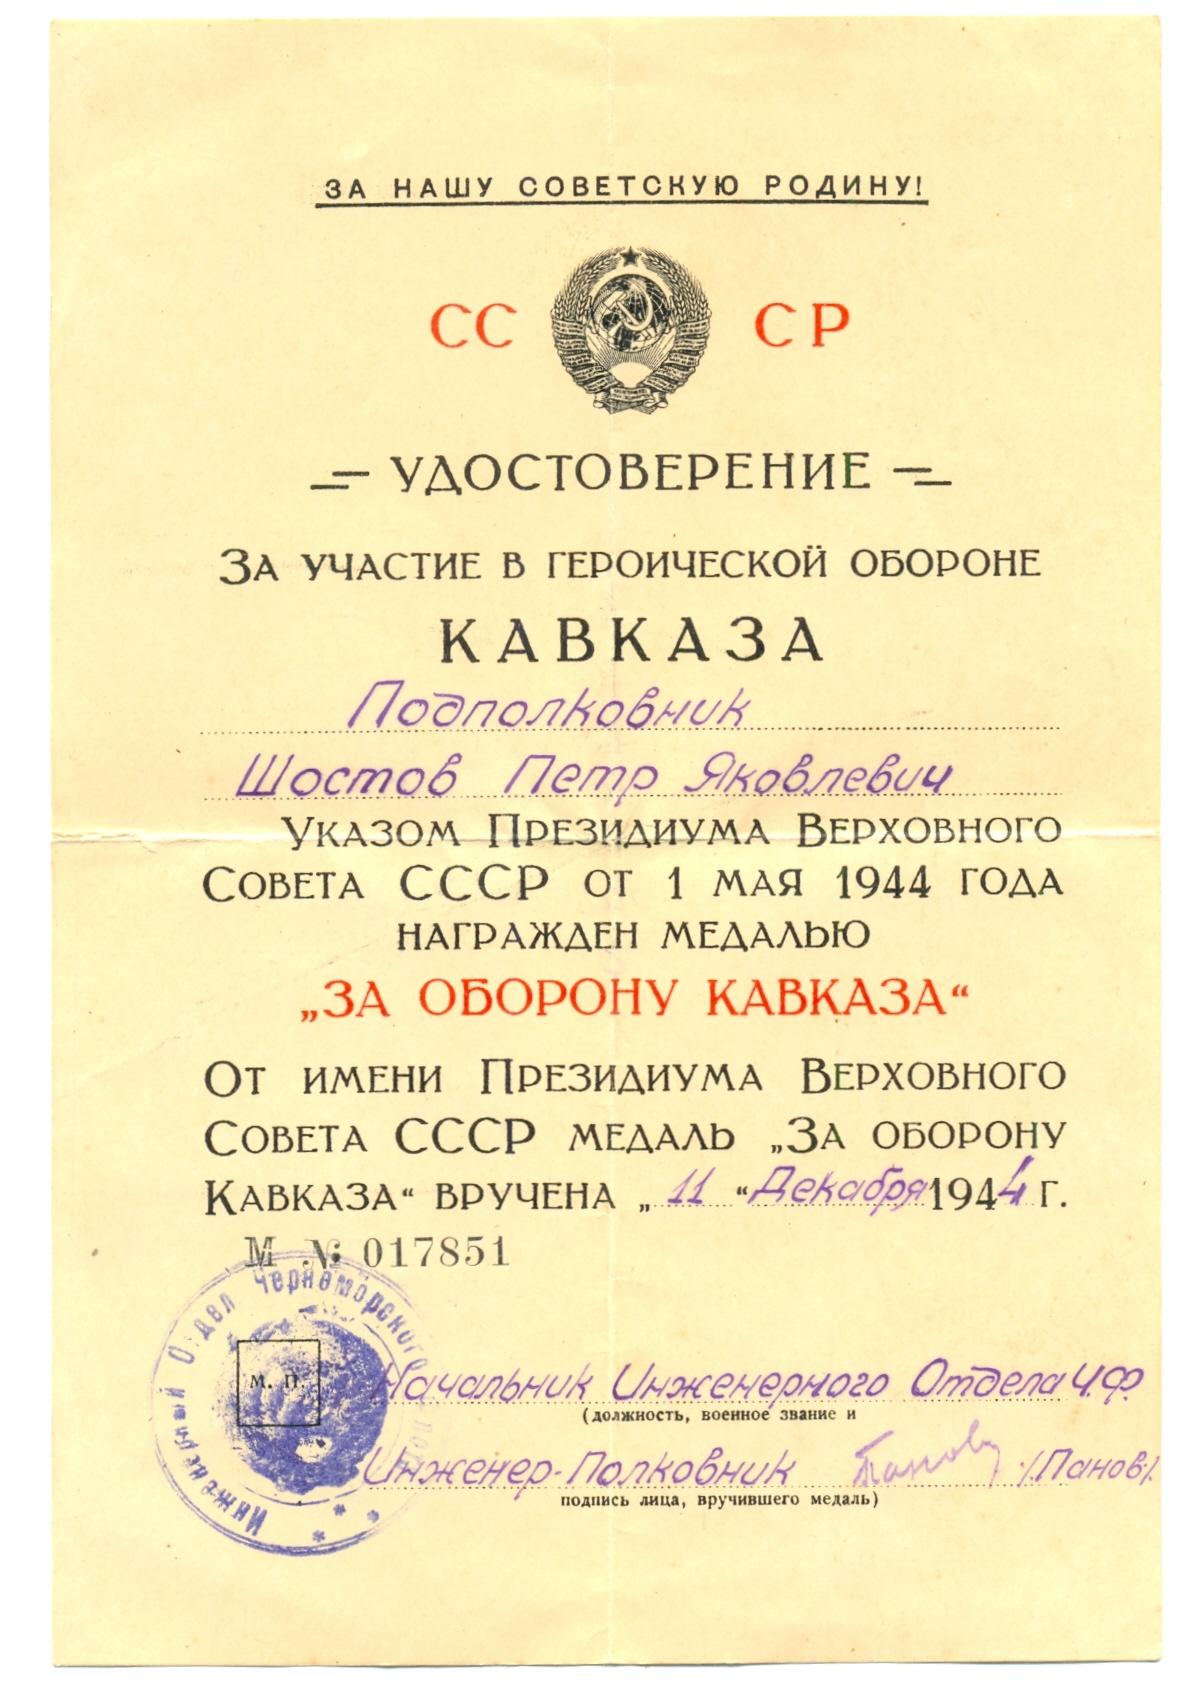 ЗА НАШУ СОВЕТСКУЮ РОДИНУ!
СС СР
УДОСТОВЕРЕНИЕ
ЗА УЧАСТИЕ В ГЕРОИЧЕСКОЙ ОБОРОНЕ
КАВКАЗА
Подполковник
Шостов Петр Яковлевич
УКАЗОМ ПРЕЗИДИУМА ВЕРХОВНОГО
СОВЕТА СССР ОТ 1 МАЯ 1944 ГОДА
НАГРАЖДЕН МЕДАЛЬЮ
„ЗА ОБОРОНУ КАВКАЗА“
ОТ ИМЕНИ ПРЕЗИДИУМА ВЕРХОВНОГО
СОВЕТА СССР МЕДАЛЬ „ЗА ОБОРОНУ
КАВКАЗА“ ВРУЧЕНА „11“ Декабря 1944 Г.
М № 017851
Инженерный Отдел Черноморского
М. П.
Начальник Инженерного Отдела Ч.Ф.
(должность, военное звание и
Инженер-Полковник Панов /Панов/.
подпись лица, вручившего медаль)